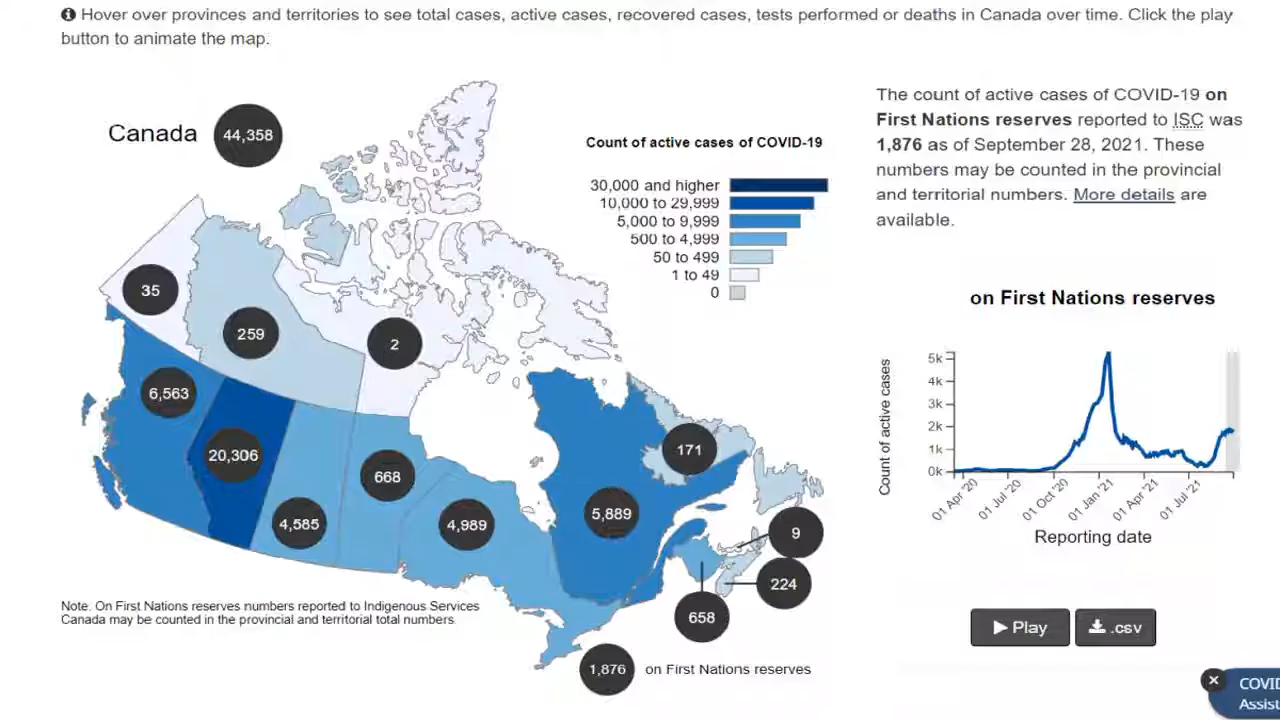 Hover over provinces and territories to see total cases, active cases, recovered cases, tests performed or deaths in Canada over time. Click the play
button to animate the map.
Canada
44,358
Count of active cases of COVID-19
30,000 and higher
10,000 to 29,999
5,000 to 9,999
500 to 4,999
50 to 499
1 to 49
0
35
259
2
6,563
20,306
4,585
668
4,989
5,889
171
9
224
658
Note. On First Nations reserves numbers reported to Indigenous Services
Canada may be counted in the provincial and territorial total numbers
1,876
on First Nations reserves
The count of active cases of COVID-19 on
First Nations reserves reported to ISC was
1,876 as of September 28, 2021. These
numbers may be counted in the provincial
and territorial numbers. More details are
available.
on First Nations reserves
Count of active cases
5k
4k
3k
2k
1k
0k
01 Apr 20
01 Jul 20
01 Oct 20
01 Jan 21
01 Apr 21
01 Jul 21
Reporting date
Play
.csv